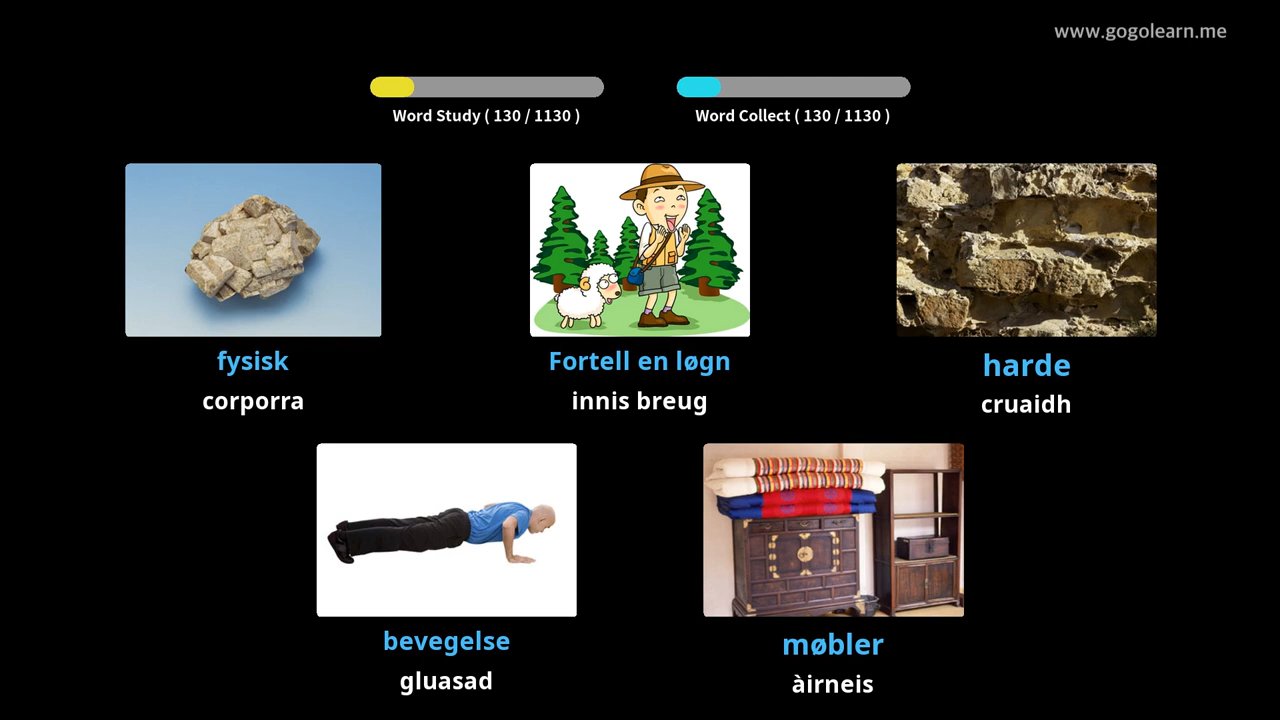 www.gogolearn.me
Word Study ( 130 / 1130 )
Word Collect ( 130 / 1130 )
fysisk
corporra
Fortell en løgn
innis breug
harde
cruaidh
bevegelse
gluasad
møbler
àirneis